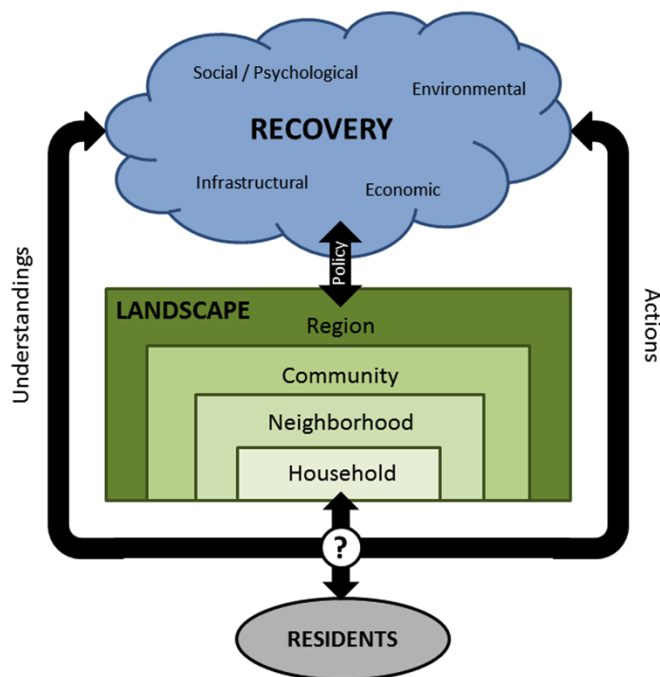 Social / Psychological
Environmental
RECOVERY
Infrastructural
Economic
Policy
Understandings
Actions
LANDSCAPE
Region
Community
Neighborhood
Household
?
RESIDENTS